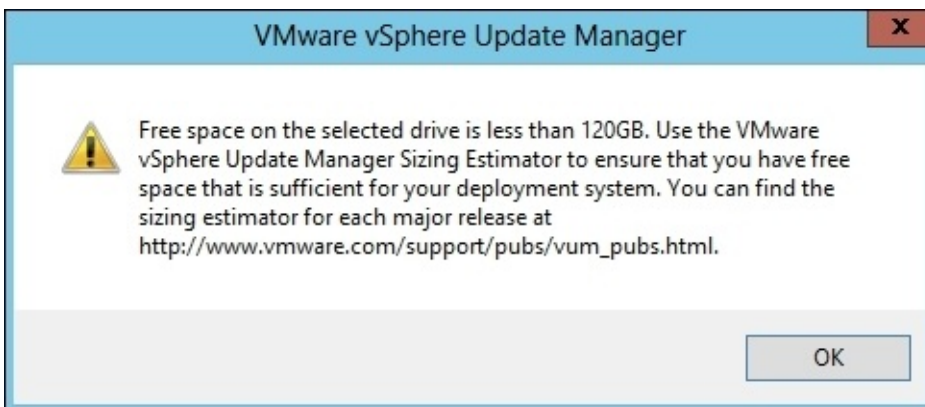 VMware vSphere Update Manager
x
Free space on the selected drive is less than 120GB. Use the VMware
vSphere Update Manager Sizing Estimator to ensure that you have free
space that is sufficient for your deployment system. You can find the
sizing estimator for each major release at
http://www.vmware.com/support/pubs/vum_pubs.html.
OK